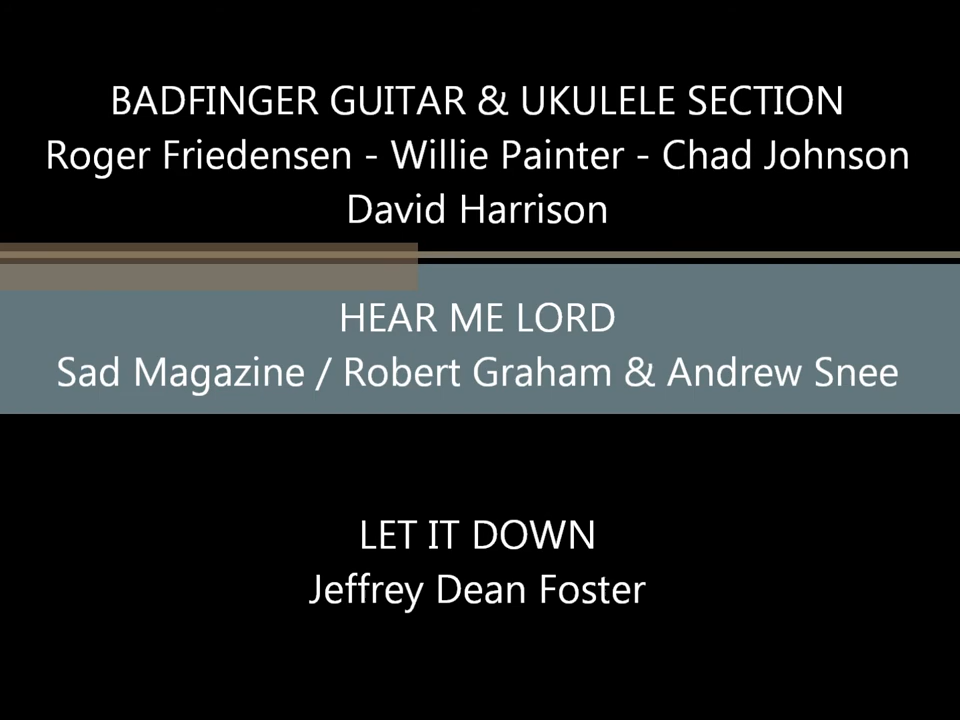 BADFINGER GUITAR & UKULELE SECTION
Roger Friedensen - Willie Painter - Chad Johnson
David Harrison
HEAR ME LORD
Sad Magazine / Robert Graham & Andrew Snee
LET IT DOWN
Jeffrey Dean Foster